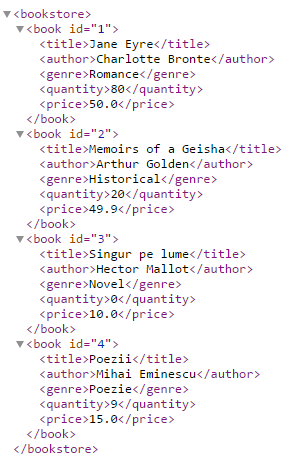 <bookstore>
<book id="1">
<title>Jane Eyre</title>
<author>Charlotte Bronte</author>
<genre>Romance</genre>
<quantity>80</quantity>
<price>50.0</price>
</book>
<book id="2">
<title>Memoirs of a Geisha</title>
<author>Arthur Golden</author>
<genre>Historical</genre>
<quantity>20</quantity>
<price>49.9</price>
</book>
<book id="3">
<title>Singur pe lume</title>
<author>Hector Mallot</author>
<genre>Novel</genre>
<quantity>0</quantity>
<price>10.0</price>
</book>
<book id="4">
<title>Poezii</title>
<author>Mihai Eminescu</author>
<genre>Poezie</genre>
<quantity>9</quantity>
<price>15.0</price>
</book>
</bookstore>